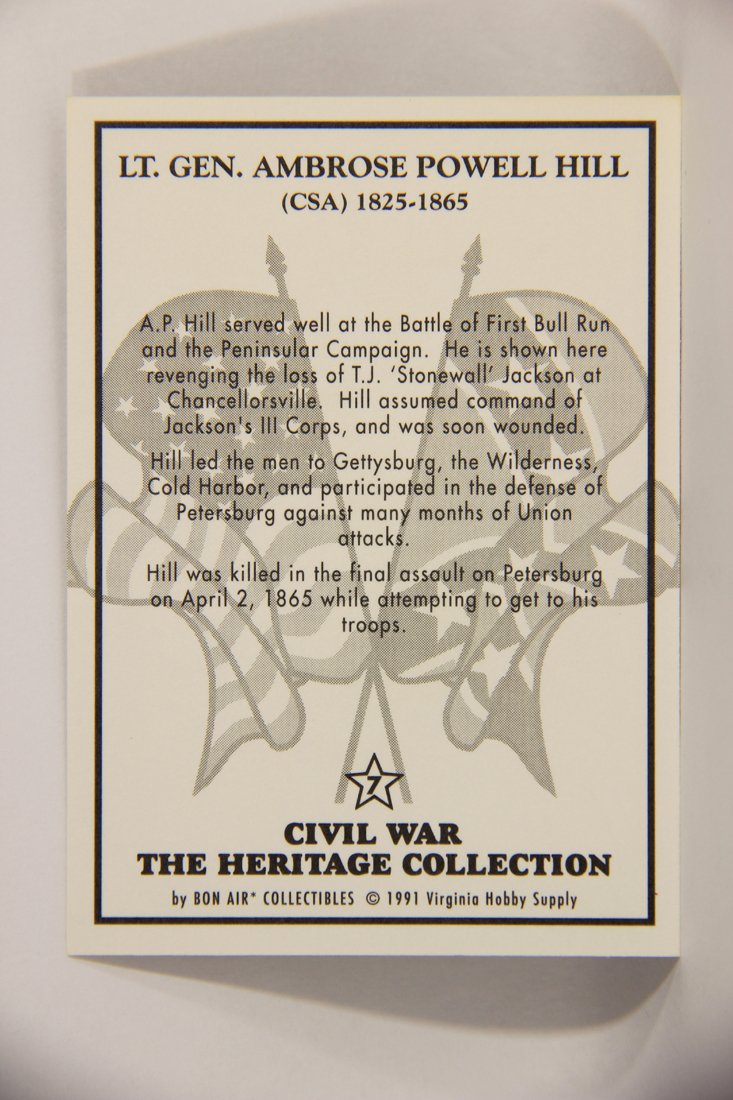 LT. GEN. AMBROSE POWELL HILL
(CSA) 1825-1865
A.P. Hill served well at the Battle of First Bull Run
and the Peninsular Campaign. He is shown here
revenging the loss of T.J. 'Stonewall' Jackson at
Chancellorsville. Hill assumed command of
Jackson's III Corps, and was soon wounded.
Hill led the men to Gettysburg, the Wilderness,
Cold Harbor, and participated in the defense of
Petersburg against many months of Union
attacks.
Hill was killed in the final assault on Petersburg
on April 2, 1865 while attempting to get to his
troops.
7
CIVIL WAR
THE HERITAGE COLLECTION
by BON AIR* COLLECTIBLES © 1991 Virginia Hobby Supply